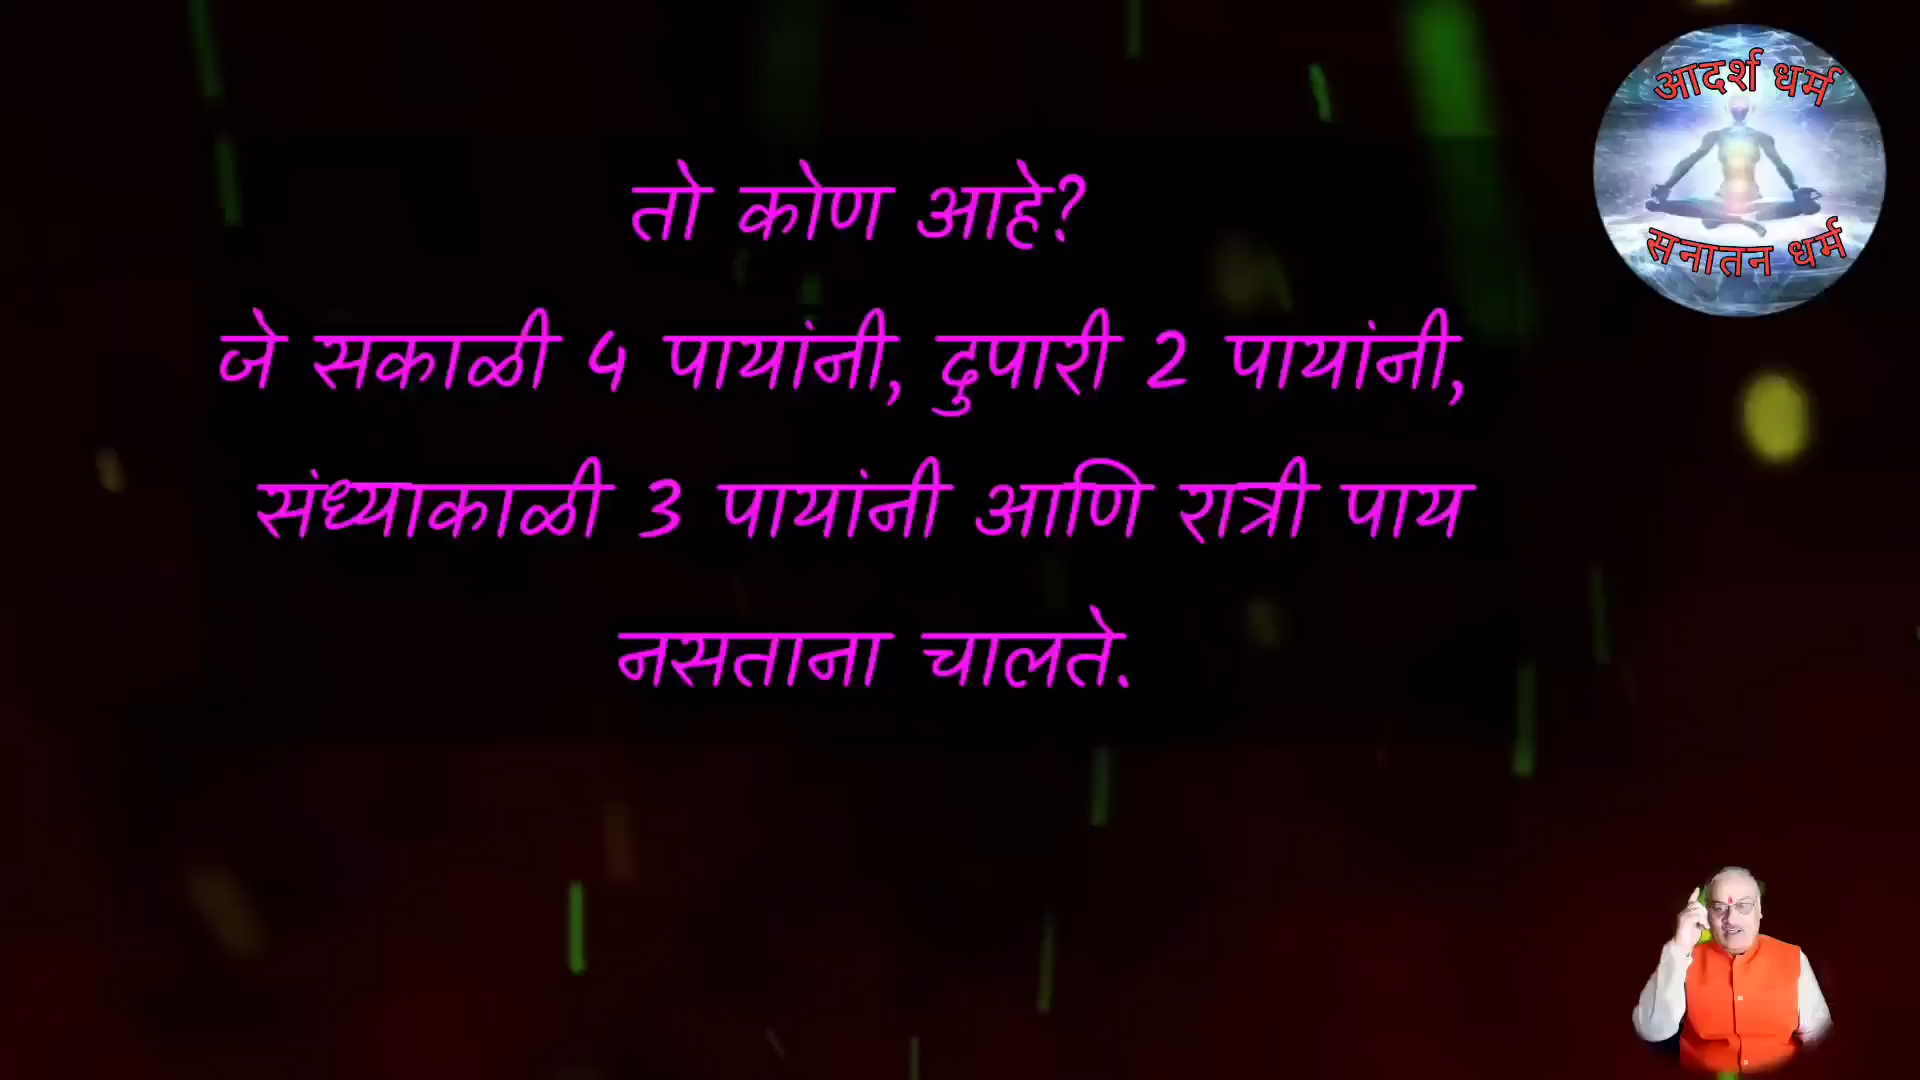 तो कोण आहे?
जे सकाळी 4 पायांनी, दुपारी 2 पायांनी,
संध्याकाळी 3 पायांनी आणि रात्री पाय
नसताना चालते.
आदर्श धर्म
सनातन धर्म